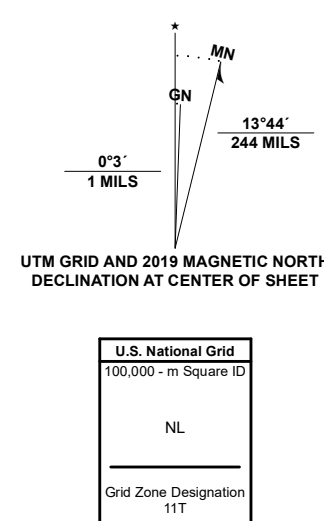 ★
MN
GN
13°44´
244 MILS
0°3´
1 MILS
UTM GRID AND 2019 MAGNETIC NORTH
DECLINATION AT CENTER OF SHEET
U.S. National Grid
100,000 - m Square ID
NL
Grid Zone Designation
11T